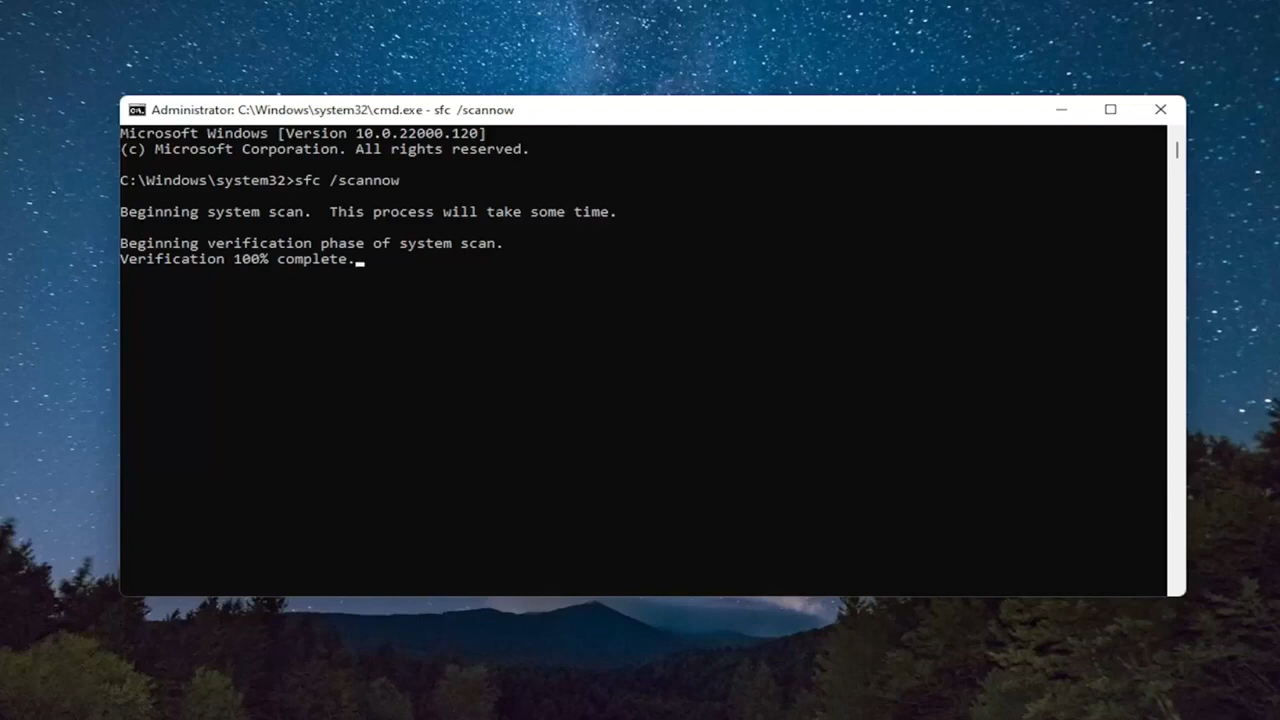 Administrator: C:\Windows\system32\cmd.exe - sfc  /scannow
Microsoft Windows [Version 10.0.22000.120]
(c) Microsoft Corporation. All rights reserved.
C:\Windows\system32>sfc /scannow
Beginning system scan.  This process will take some time.
Beginning verification phase of system scan.
Verification 100% complete.